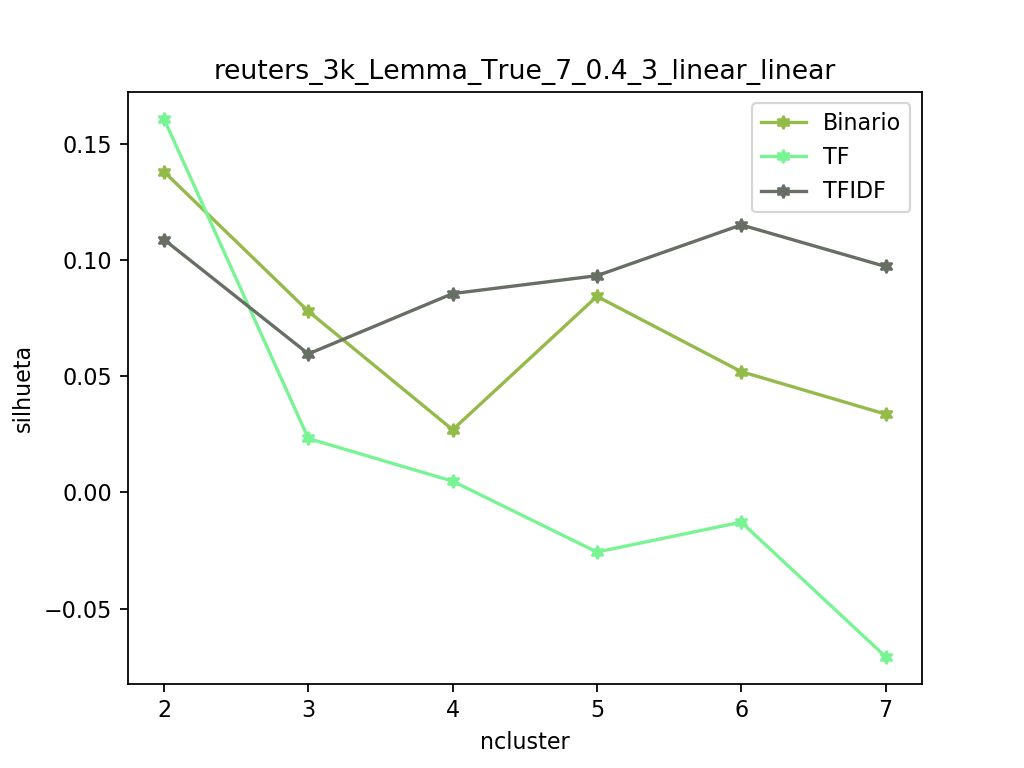 reuters_3k_Lemma_True_7_0.4_3_linear_linear
Binario
TF
TFIDF
silhueta
0.15
0.10
0.05
0.00
−0.05
2 3 4 5 6 7
ncluster